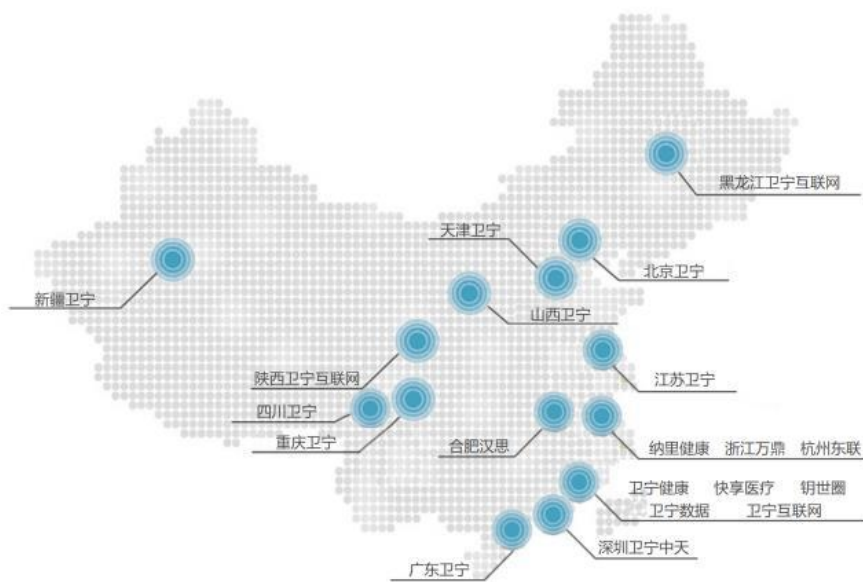 黑龙江卫宁互联网
天津卫宁
北京卫宁
新疆卫宁
山西卫宁
陕西卫宁互联网
江苏卫宁
四川卫宁
重庆卫宁
合肥汉思
纳里健康 浙江万鼎 杭州东联
卫宁健康 快享医疗 钥世圈
卫宁数据 卫宁互联网
深圳卫宁中天
广东卫宁